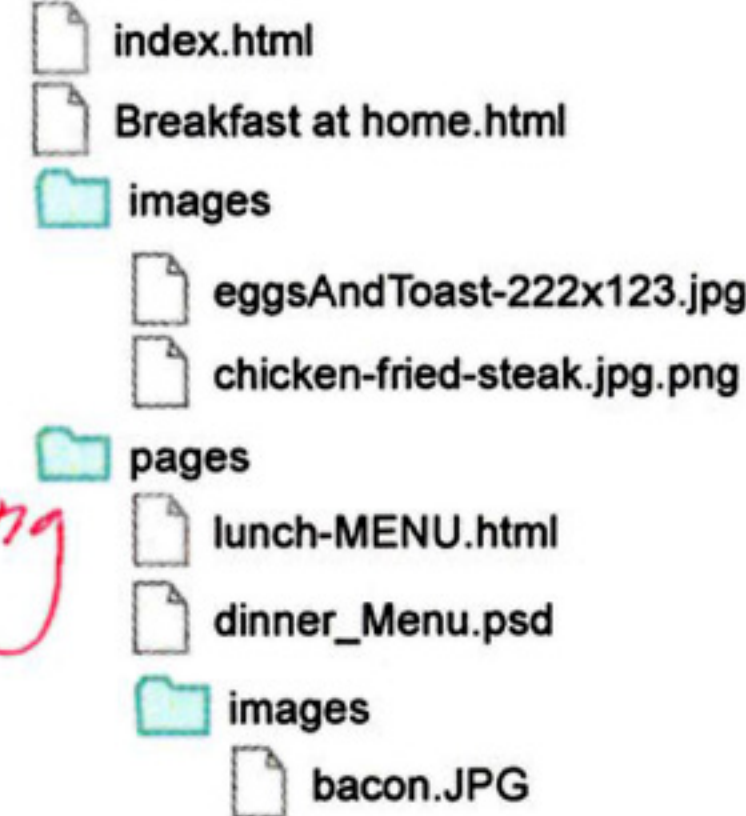 index.html
Breakfast at home.html
images
eggsAndToast-222x123.jpg
chicken-fried-steak.jpg.png
pages
lunch-MENU.html
dinner_Menu.psd
images
bacon.JPG